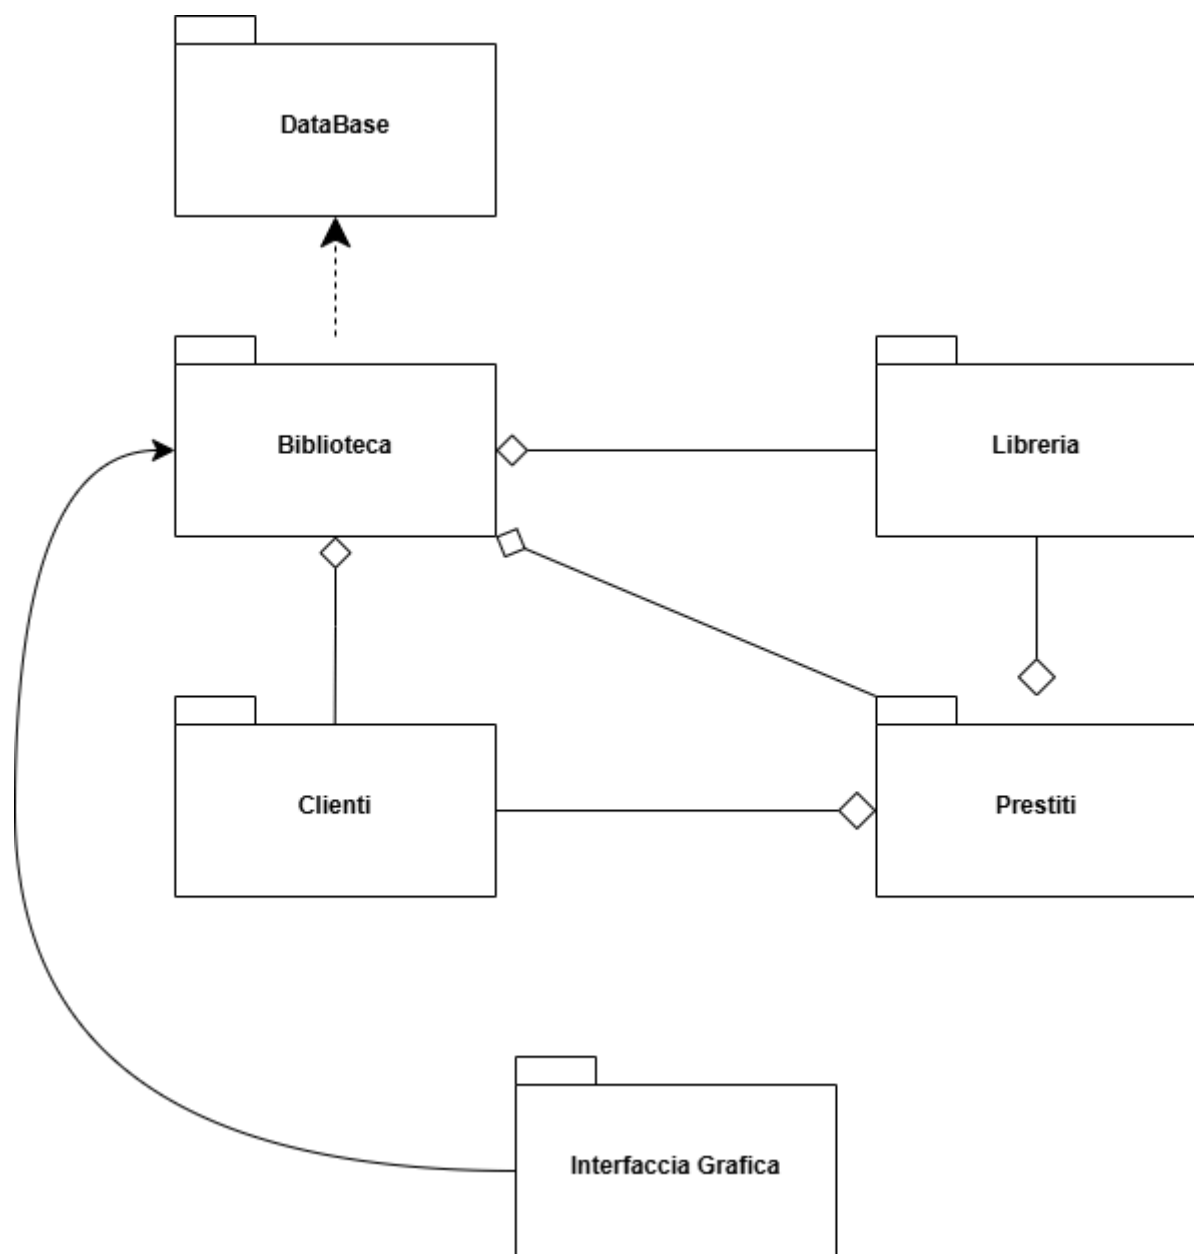 DataBase
Biblioteca
Libreria
Clienti
Prestiti
Interfaccia Grafica